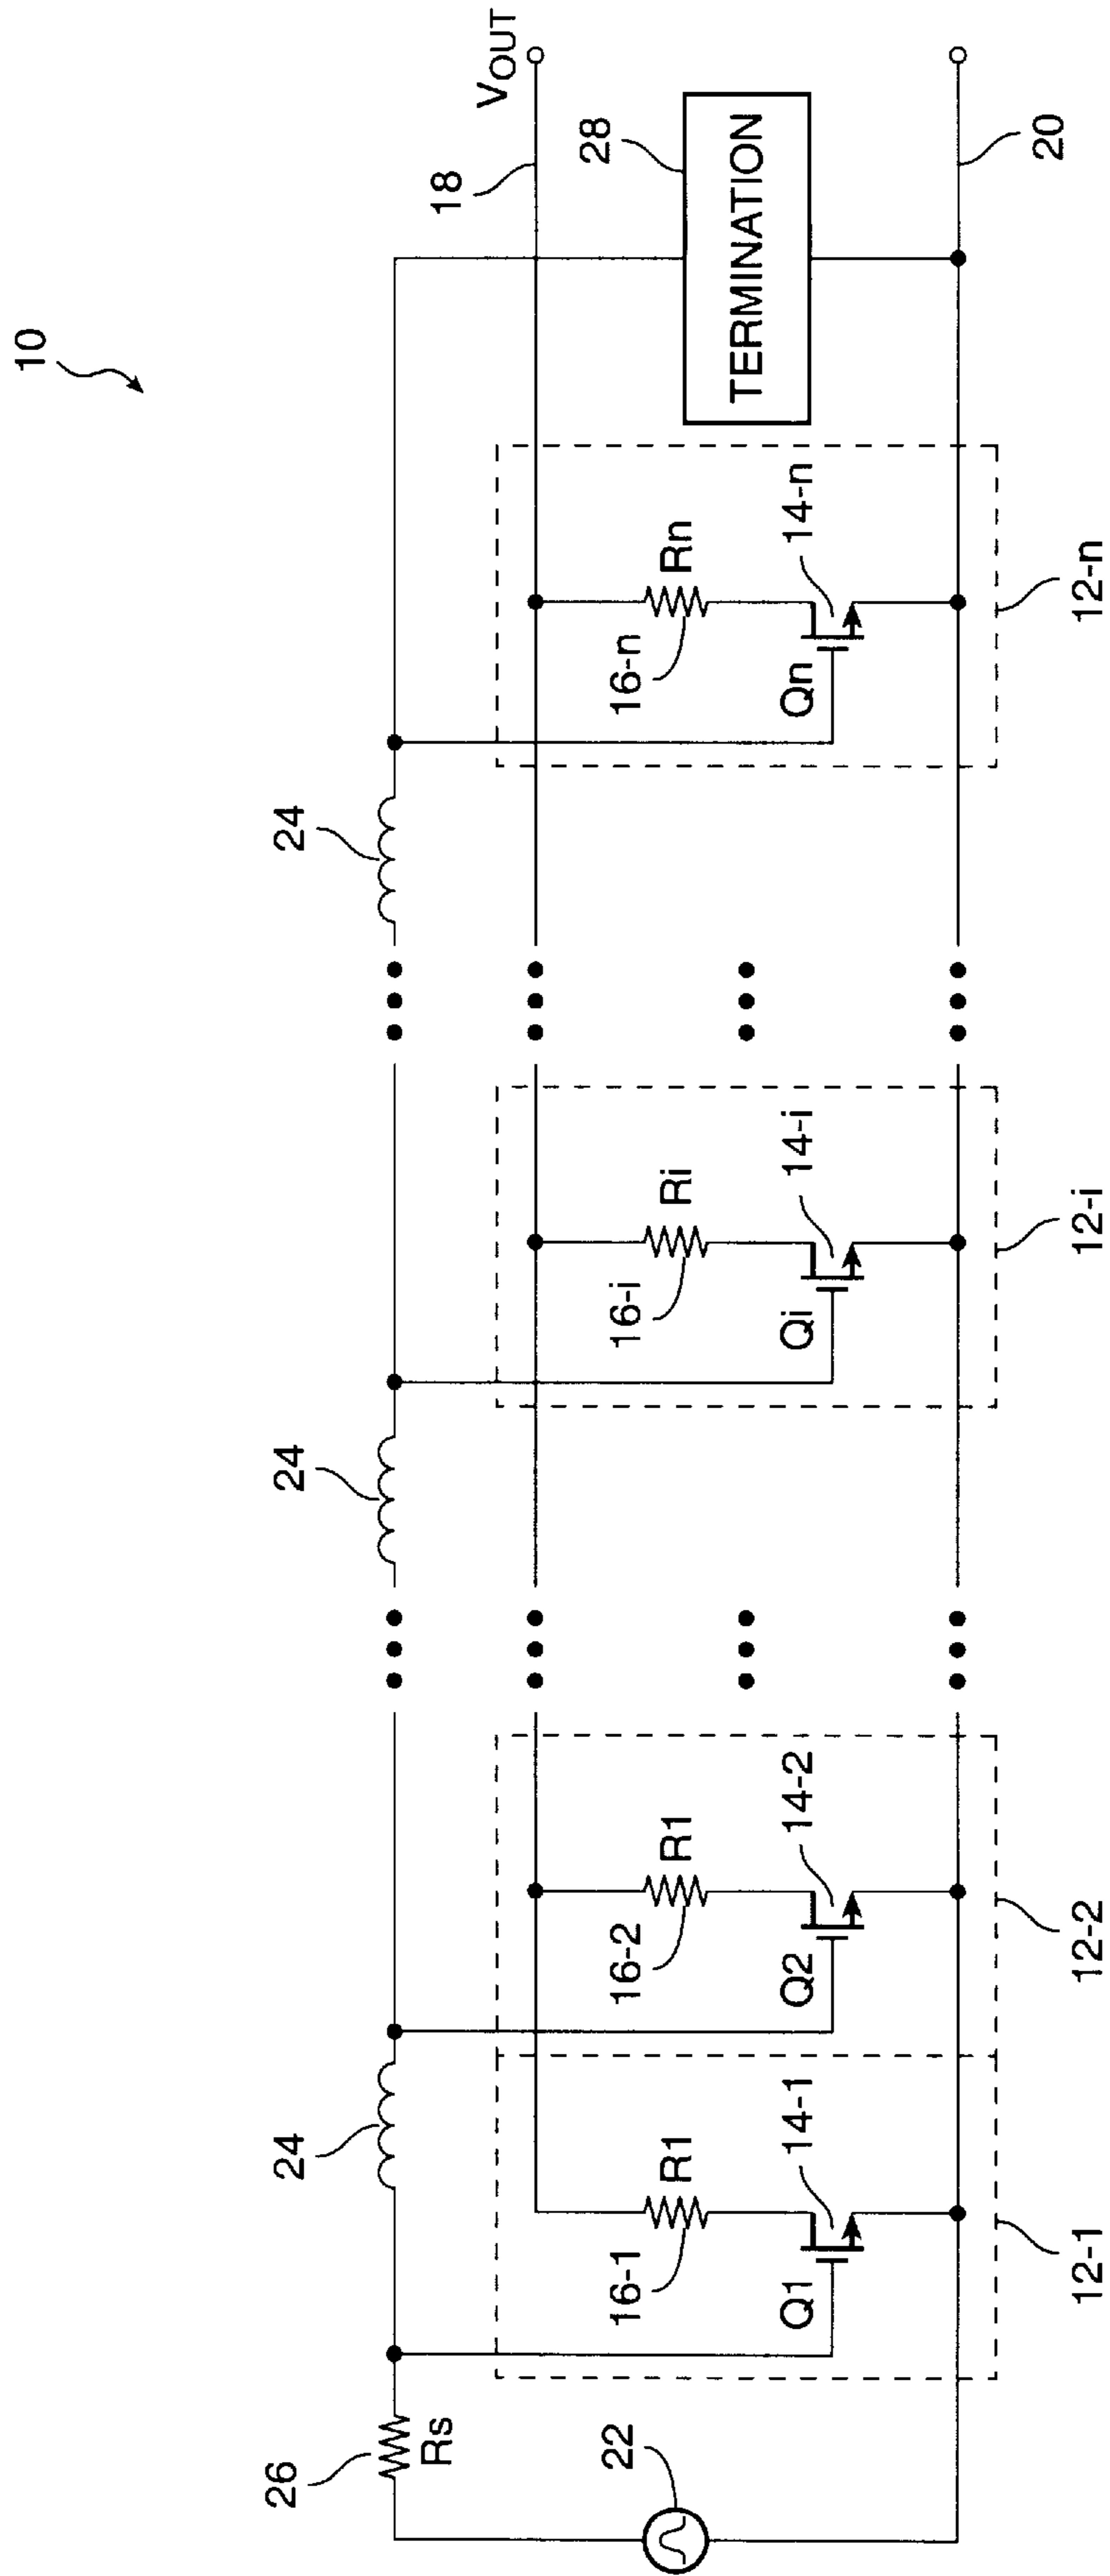 10
24
24
24
26
Rs
22
18
VOUT
16-1
R1
Q1
14-1
16-2
R1
Q2
14-2
16-i
Ri
Qi
14-i
16-n
Rn
Qn
14-n
28
TERMINATION
20
12-1
12-2
12-i
12-n